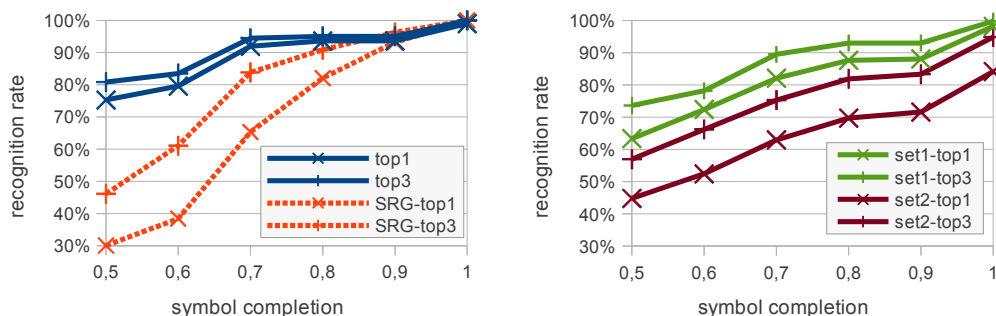 100%
90%
80%
70%
60%
50%
40%
30%
recognition rate
0,5 0,6 0,7 0,8 0,9 1
symbol completion
top1
top3
SRG-top1
SRG-top3
100%
90%
80%
70%
60%
50%
40%
30%
recognition rate
0,5 0,6 0,7 0,8 0,9 1
symbol completion
set1-top1
set1-top3
set2-top1
set2-top3